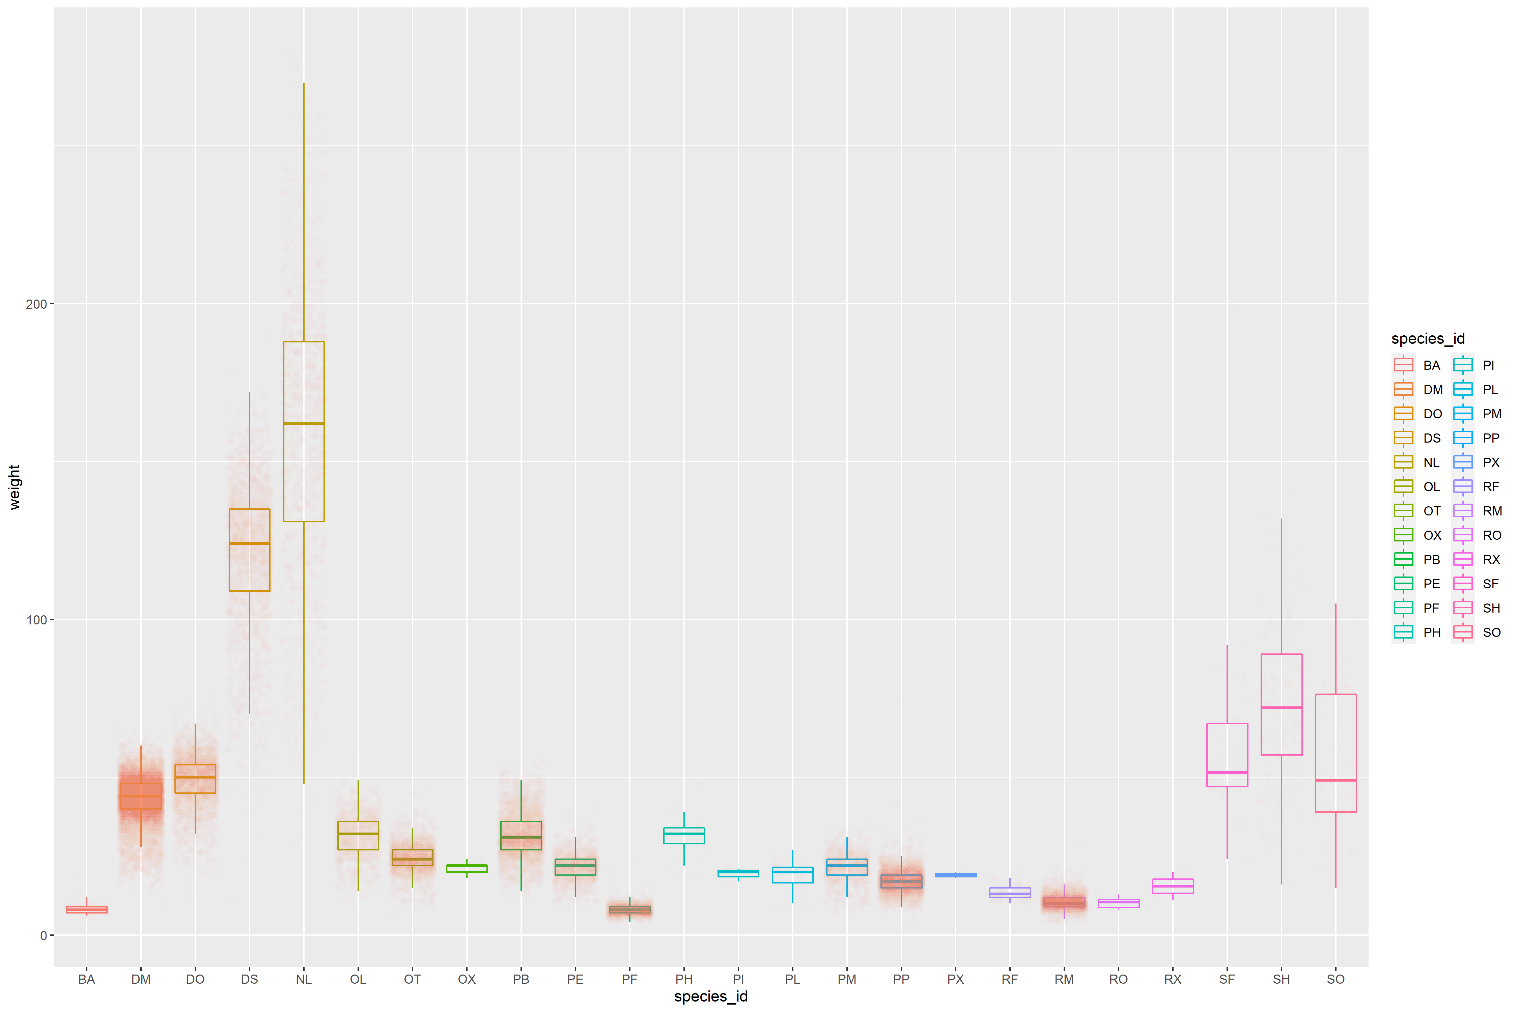 weight
200
100
0
BA DM DO DS NL OL OT OX PB PE PF PH PI PL PM PP PX RF RM RO RX SF SH SO
species_id
species_id
BA PI
DM PL
DO PM
DS PP
NL PX
OL RF
OT RM
OX RO
PB RX
PE SF
PF SH
PH SO